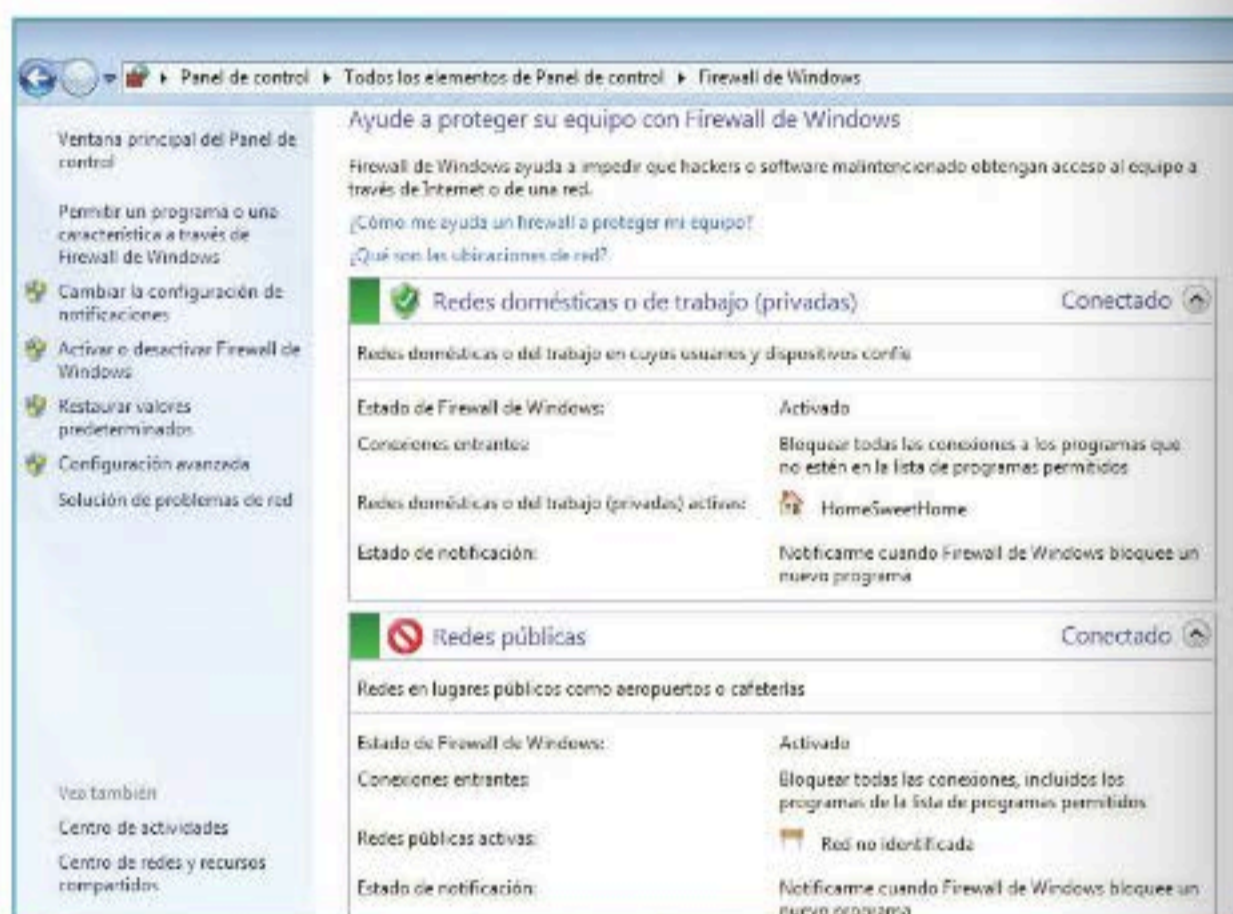 Panel de control ▸ Todos los elementos de Panel de control ▸ Firewall de Windows
Ventana principal del Panel de
control
Permitir un programa o una
característica a través de
Firewall de Windows
Cambiar la configuración de
notificaciones
Activar o desactivar Firewall de
Windows
Restaurar valores
predeterminados
Configuración avanzada
Solución de problemas de red
Vea también
Centro de actividades
Centro de redes y recursos
compartidos
Ayude a proteger su equipo con Firewall de Windows
Firewall de Windows ayuda a impedir que hackers o software malintencionado obtengan acceso al equipo a
través de Internet o de una red.
¿Cómo me ayuda un firewall a proteger mi equipo?
¿Qué son las ubicaciones de red?
Redes domésticas o de trabajo (privadas) Conectado
Redes domésticas o del trabajo en cuyos usuarios y dispositivos confíe
Estado de Firewall de Windows: Activado
Conexiones entrantes: Bloquear todas las conexiones a los programas que
no estén en la lista de programas permitidos
Redes domésticas o del trabajo (privadas) activas: HomeSweetHome
Estado de notificación: Notificarme cuando Firewall de Windows bloquee un
nuevo programa
Redes públicas Conectado
Redes en lugares públicos como aeropuertos o cafeterías
Estado de Firewall de Windows: Activado
Conexiones entrantes: Bloquear todas las conexiones, incluidos los
programas de la lista de programas permitidos
Redes públicas activas: Red no identificada
Estado de notificación: Notificarme cuando Firewall de Windows bloquee un
nuevo programa